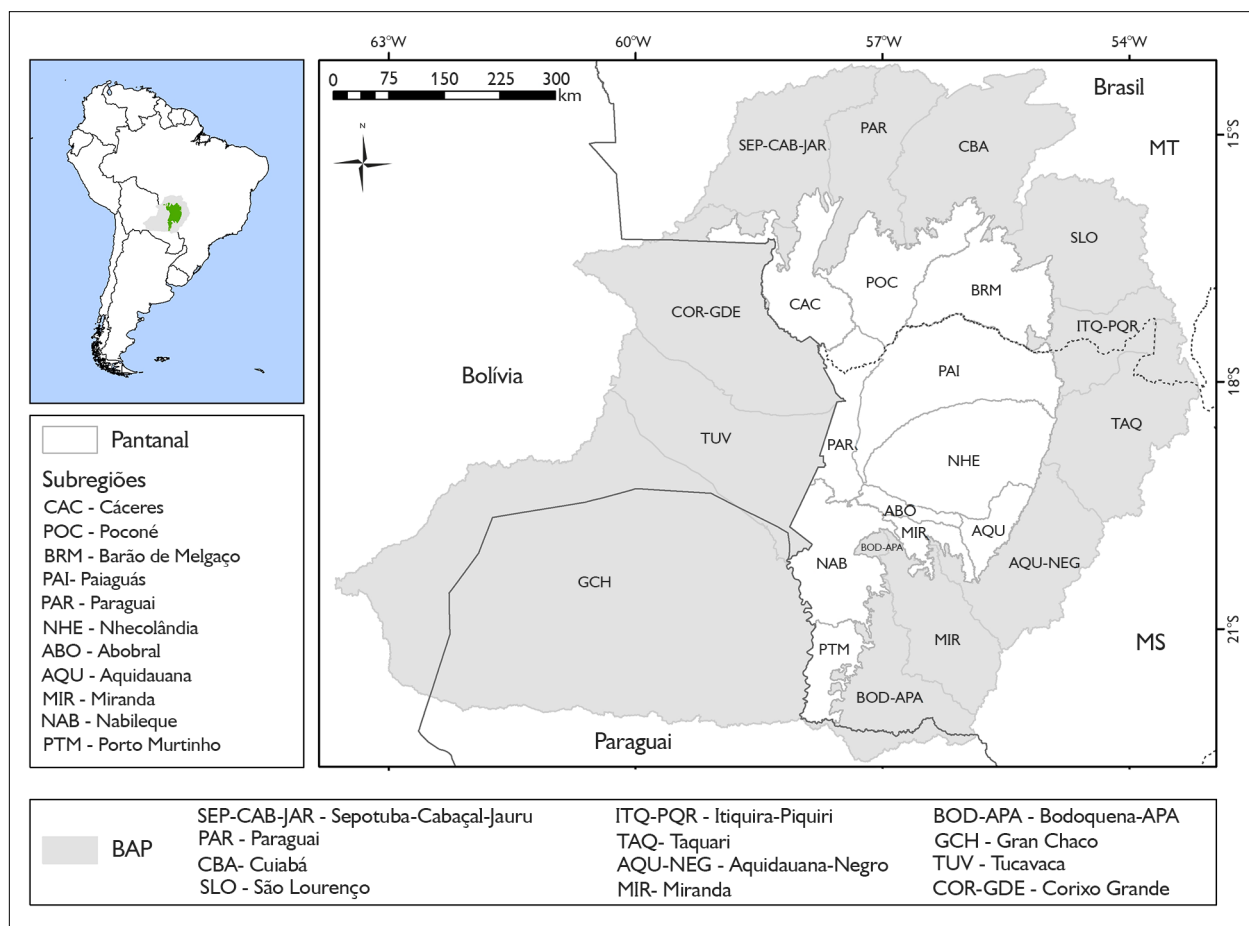 63°W 60°W 57°W 54°W
0 75 150 225 300
km
N
Brasil
MT
15°S
SEP-CAB-JAR
PAR
CBA
SLO
POC
BRM
CAC
COR-GDE
ITQ-PQR
Bolívia
PAI
18°S
TAQ
TUV
PAR
NHE
ABO
MIR
AQU
BOD-APA
NAB
AQU-NEG
GCH
21°S
PTM
MIR
MS
BOD-APA
Paraguai
Pantanal
Subregiões
CAC - Cáceres
POC - Poconé
BRM - Barão de Melgaço
PAI- Paiaguás
PAR - Paraguai
NHE - Nhecolândia
ABO - Abobral
AQU - Aquidauana
MIR - Miranda
NAB - Nabileque
PTM - Porto Murtinho
BAP
SEP-CAB-JAR - Sepotuba-Cabaçal-Jauru
PAR - Paraguai
CBA- Cuiabá
SLO - São Lourenço
ITQ-PQR - Itiquira-Piquiri
TAQ- Taquari
AQU-NEG - Aquidauana-Negro
MIR- Miranda
BOD-APA - Bodoquena-APA
GCH - Gran Chaco
TUV - Tucavaca
COR-GDE - Corixo Grande